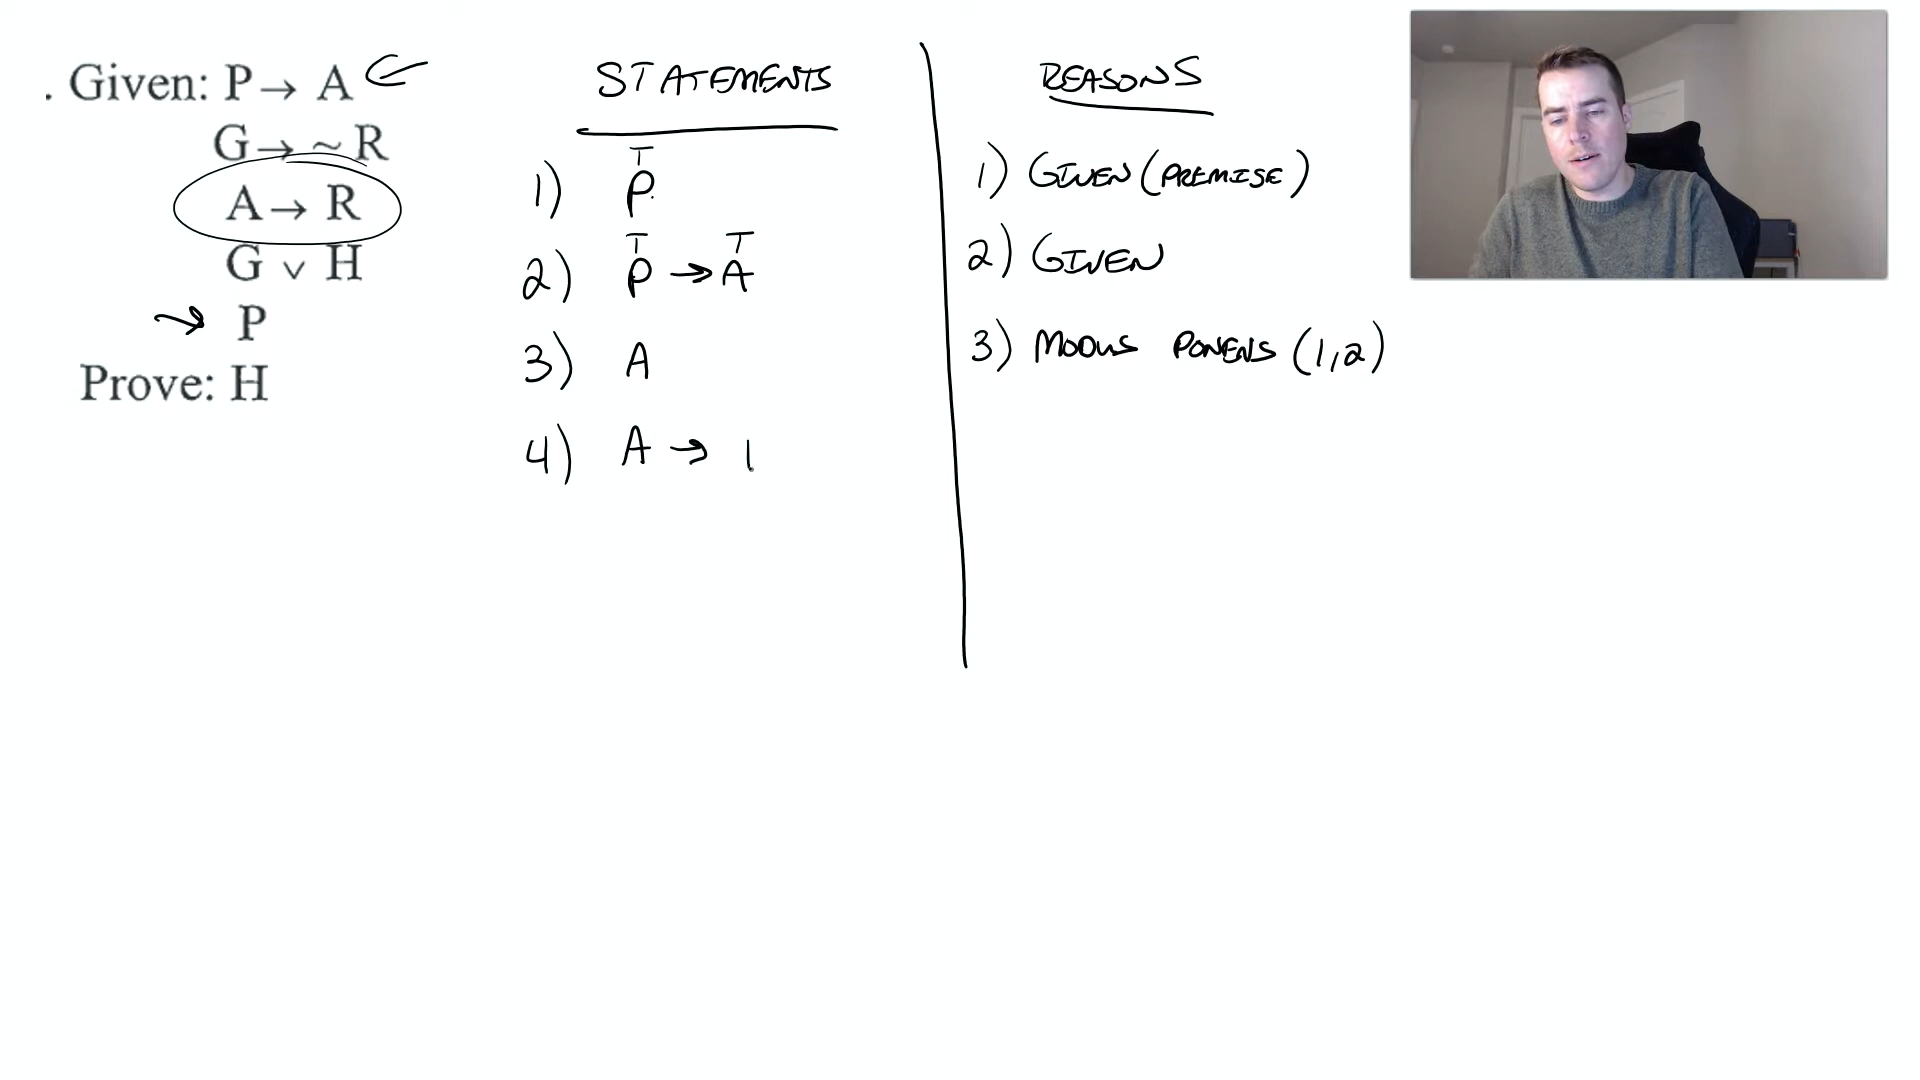 . Given: P → A
G → ~ R
A → R
G ∨ H
P
Prove: H
STATEMENTS
1) P
T
2) P → A
T T
3) A
4) A →
REASONS
1) GIVEN (PREMISE)
2) GIVEN
3) MODUS PONENS (1,2)